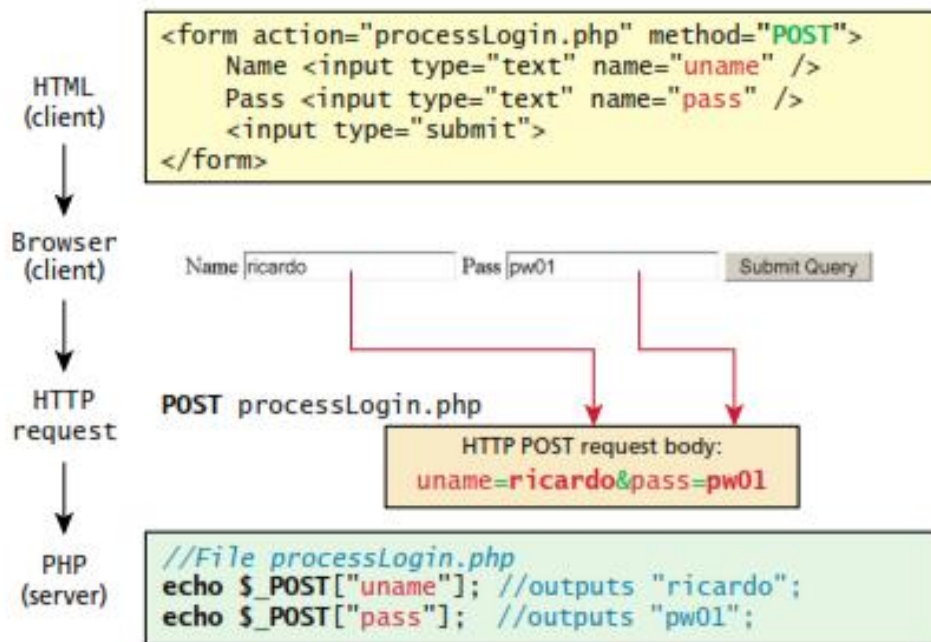 HTML
(client)
<form action="processLogin.php" method="POST">
Name <input type="text" name="uname" />
Pass <input type="text" name="pass" />
<input type="submit">
</form>
Browser
(client)
Name ricardo Pass pw01 Submit Query
HTTP
request
POST processLogin.php
HTTP POST request body:
uname=ricardo&pass=pw01
PHP
(server)
//File processLogin.php
echo $_POST["uname"]; //outputs "ricardo";
echo $_POST["pass"]; //outputs "pw01";